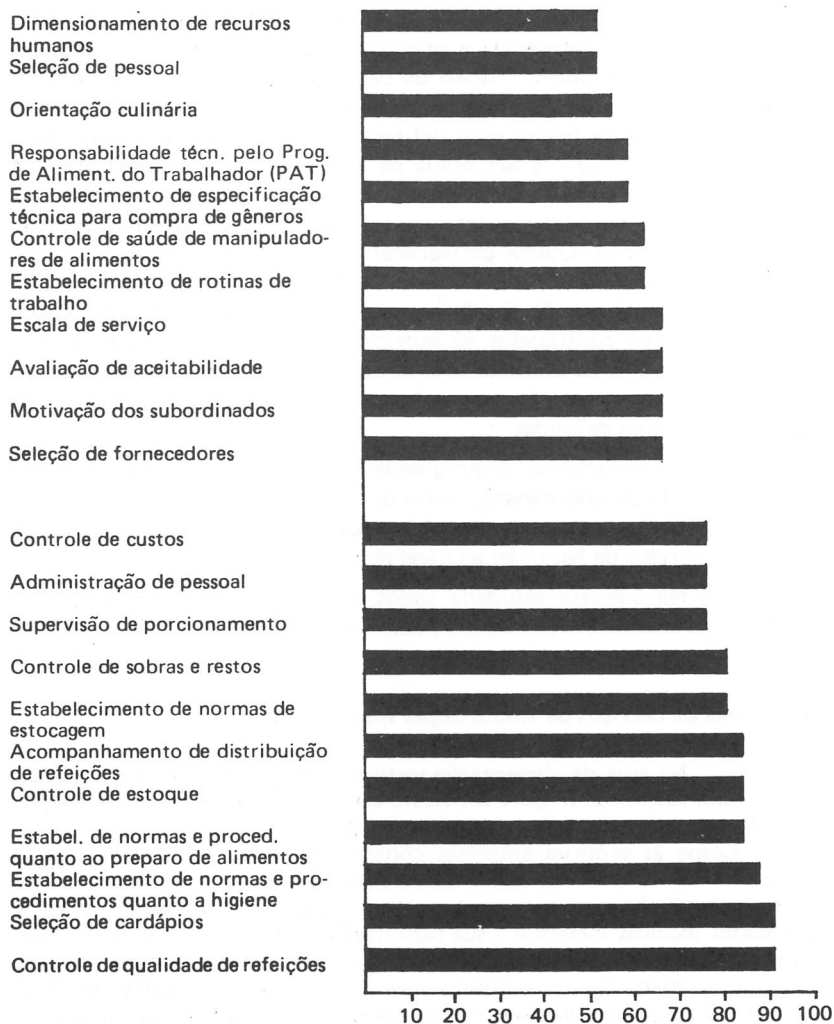 Dimensionamento de recursos
humanos
Seleção de pessoal
Orientação culinária
Responsabilidade técn. pelo Prog.
de Aliment. do Trabalhador (PAT)
Estabelecimento de especificação
técnica para compra de gêneros
Controle de saúde de manipulado-
res de alimentos
Estabelecimento de rotinas de
trabalho
Escala de serviço
Avaliação de aceitabilidade
Motivação dos subordinados
Seleção de fornecedores
Controle de custos
Administração de pessoal
Supervisão de porcionamento
Controle de sobras e restos
Estabelecimento de normas de
estocagem
Acompanhamento de distribuição
de refeições
Controle de estoque
Estabel. de normas e proced.
quanto ao preparo de alimentos
Estabelecimento de normas e pro-
cedimentos quanto a higiene
Seleção de cardápios
Controle de qualidade de refeições
10 20 30 40 50 60 70 80 90 100